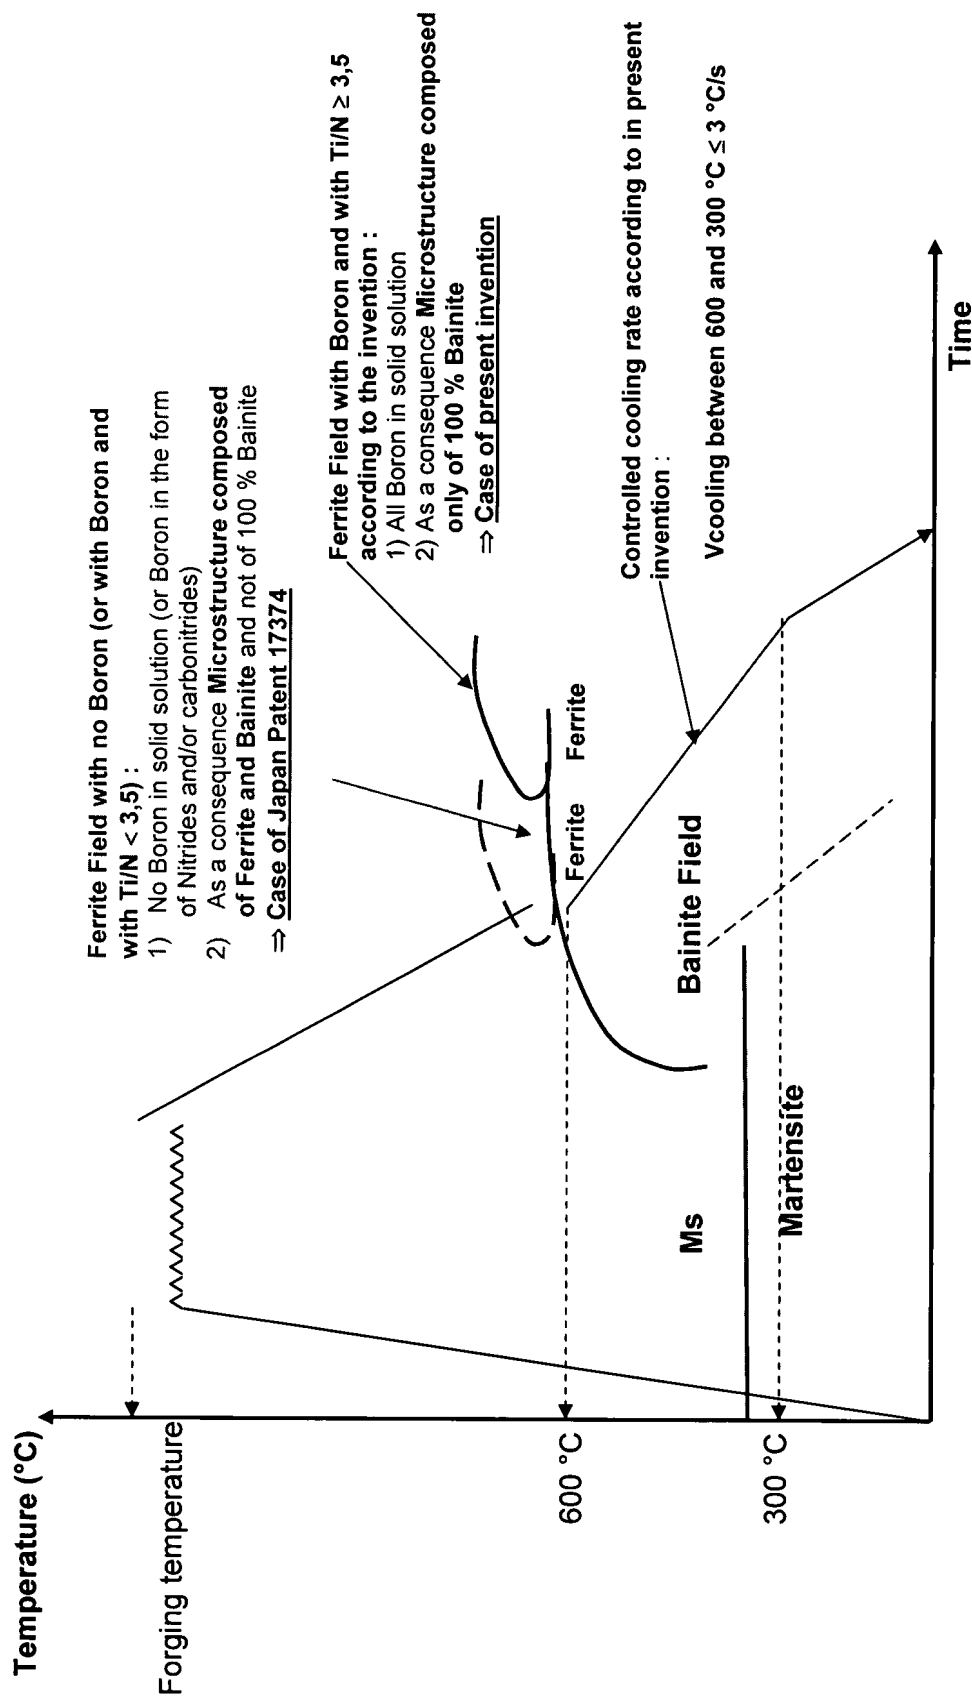 Temperature (°C)
Forging temperature
600 °C
300 °C
Ferrite Field with no Boron (or with Boron and
with Ti/N < 3,5) :
1) No Boron in solid solution (or Boron in the form
of Nitrides and/or carbonitrides)
2) As a consequence Microstructure composed
of Ferrite and Bainite and not of 100 % Bainite
⇒ Case of Japan Patent 17374
Ferrite Field with Boron and with Ti/N ≥ 3,5
according to the invention :
1) All Boron in solid solution
2) As a consequence Microstructure composed
only of 100 % Bainite
⇒ Case of present invention
Ferrite
Ferrite
Controlled cooling rate according to in present
invention :
Vcooling between 600 and 300 °C ≤ 3 °C/s
Bainite Field
Ms
Martensite
Time